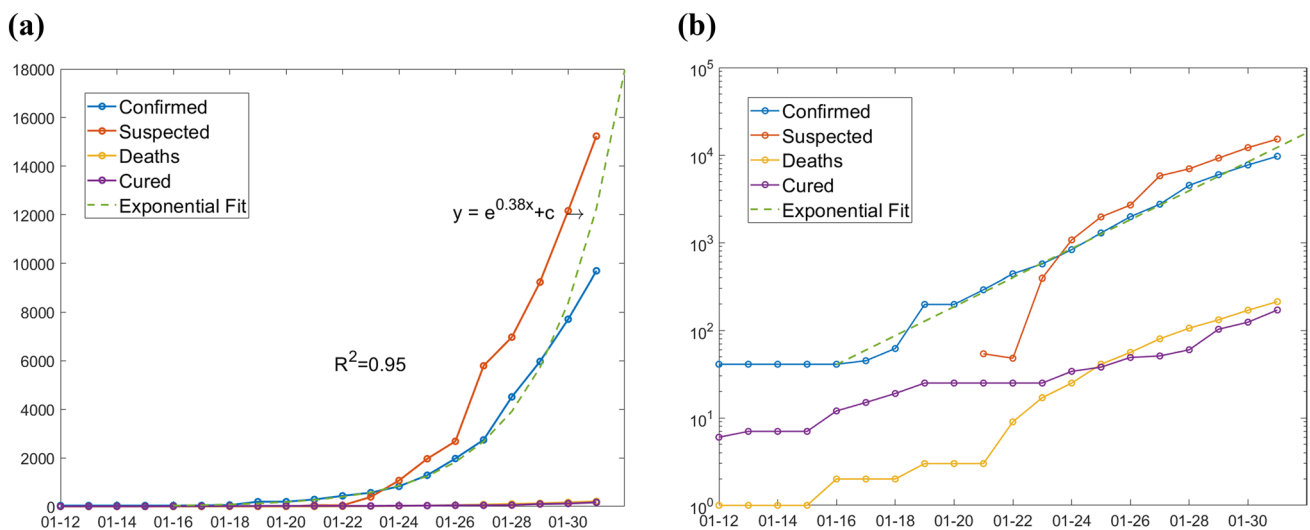 (a)
18000
16000
14000
12000
10000
8000
6000
4000
2000
0
01-12 01-14 01-16 01-18 01-20 01-22 01-24 01-26 01-28 01-30
Confirmed
Suspected
Deaths
Cured
Exponential Fit
y = e^0.38x+c →
R^2=0.95
(b)
10^5
10^4
10^3
10^2
10^1
10^0
01-12 01-14 01-16 01-18 01-20 01-22 01-24 01-26 01-28 01-30
Confirmed
Suspected
Deaths
Cured
Exponential Fit